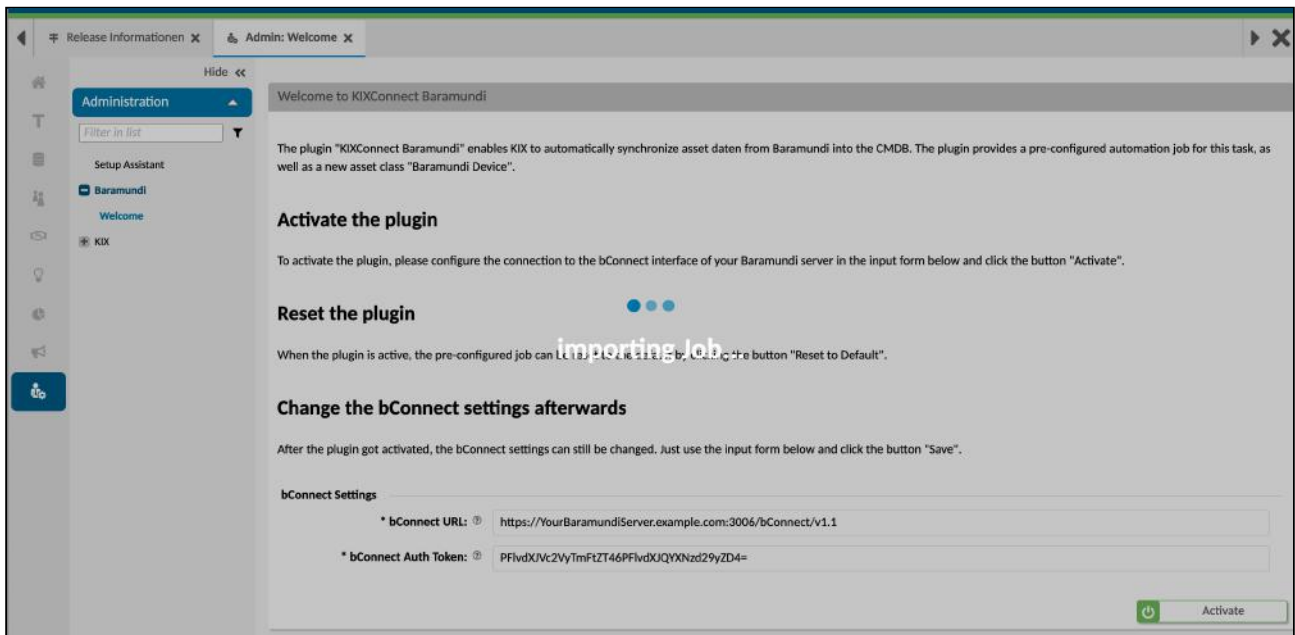 Release Informationen
Admin: Welcome
Hide
Administration
Filter in list
Setup Assistant
Baramundi
Welcome
KIX
Welcome to KIXConnect Baramundi
The plugin "KIXConnect Baramundi" enables KIX to automatically synchronize asset daten from Baramundi into the CMDB. The plugin provides a pre-configured automation job for this task, as
well as a new asset class "Baramundi Device".
Activate the plugin
To activate the plugin, please configure the connection to the bConnect interface of your Baramundi server in the input form below and click the button "Activate".
Reset the plugin
importing Job...
When the plugin is active, the pre-configured job can the button "Reset to Default".
Change the bConnect settings afterwards
After the plugin got activated, the bConnect settings can still be changed. Just use the input form below and click the button "Save".
bConnect Settings
* bConnect URL: https://YourBaramundiServer.example.com:3006/bConnect/v1.1
* bConnect Auth Token: PFlvdXJVc2VyTmFtZT46PFlvdXJQYXNzd29yZD4=
Activate